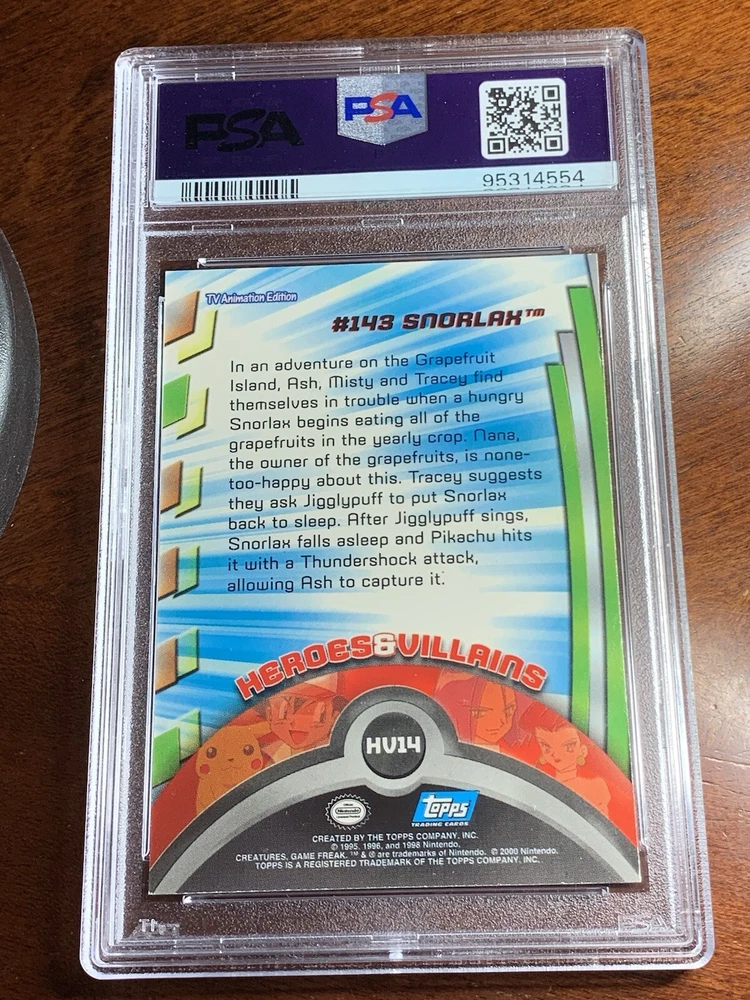 PSA
PSA
95314554
TV Animation Edition
#143 SNORLAX™
In an adventure on the Grapefruit
Island, Ash, Misty and Tracey find
themselves in trouble when a hungry
Snorlax begins eating all of the
grapefruits in the yearly crop. Nana,
the owner of the grapefruits, is none-
too-happy about this. Tracey suggests
they ask Jigglypuff to put Snorlax
back to sleep. After Jigglypuff sings,
Snorlax falls asleep and Pikachu hits
it with a Thundershock attack,
allowing Ash to capture it.
HEROES&VILLAINS
HV14
Nintendo
topps
TRADING CARDS
CREATED BY THE TOPPS COMPANY, INC.
© 1995, 1996, and 1998 Nintendo,
CREATURES, GAME FREAK. ™ & ® are trademarks of Nintendo. © 2000 Nintendo.
TOPPS IS A REGISTERED TRADEMARK OF THE TOPPS COMPANY, INC.
PSA